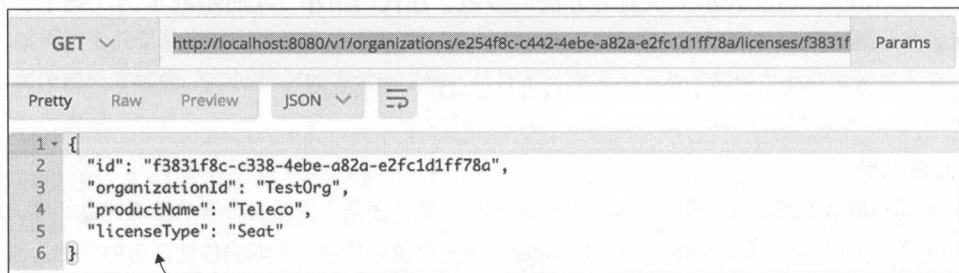 GET http://localhost:8080/v1/organizations/e254f8c-c442-4ebe-a82a-e2fc1d1ff78a/licenses/f3831f Params
Pretty Raw Preview JSON
1 {
2 "id": "f3831f8c-c338-4ebe-a82a-e2fc1d1ff78a",
3 "organizationId": "TestOrg",
4 "productName": "Teleco",
5 "licenseType": "Seat"
6 }